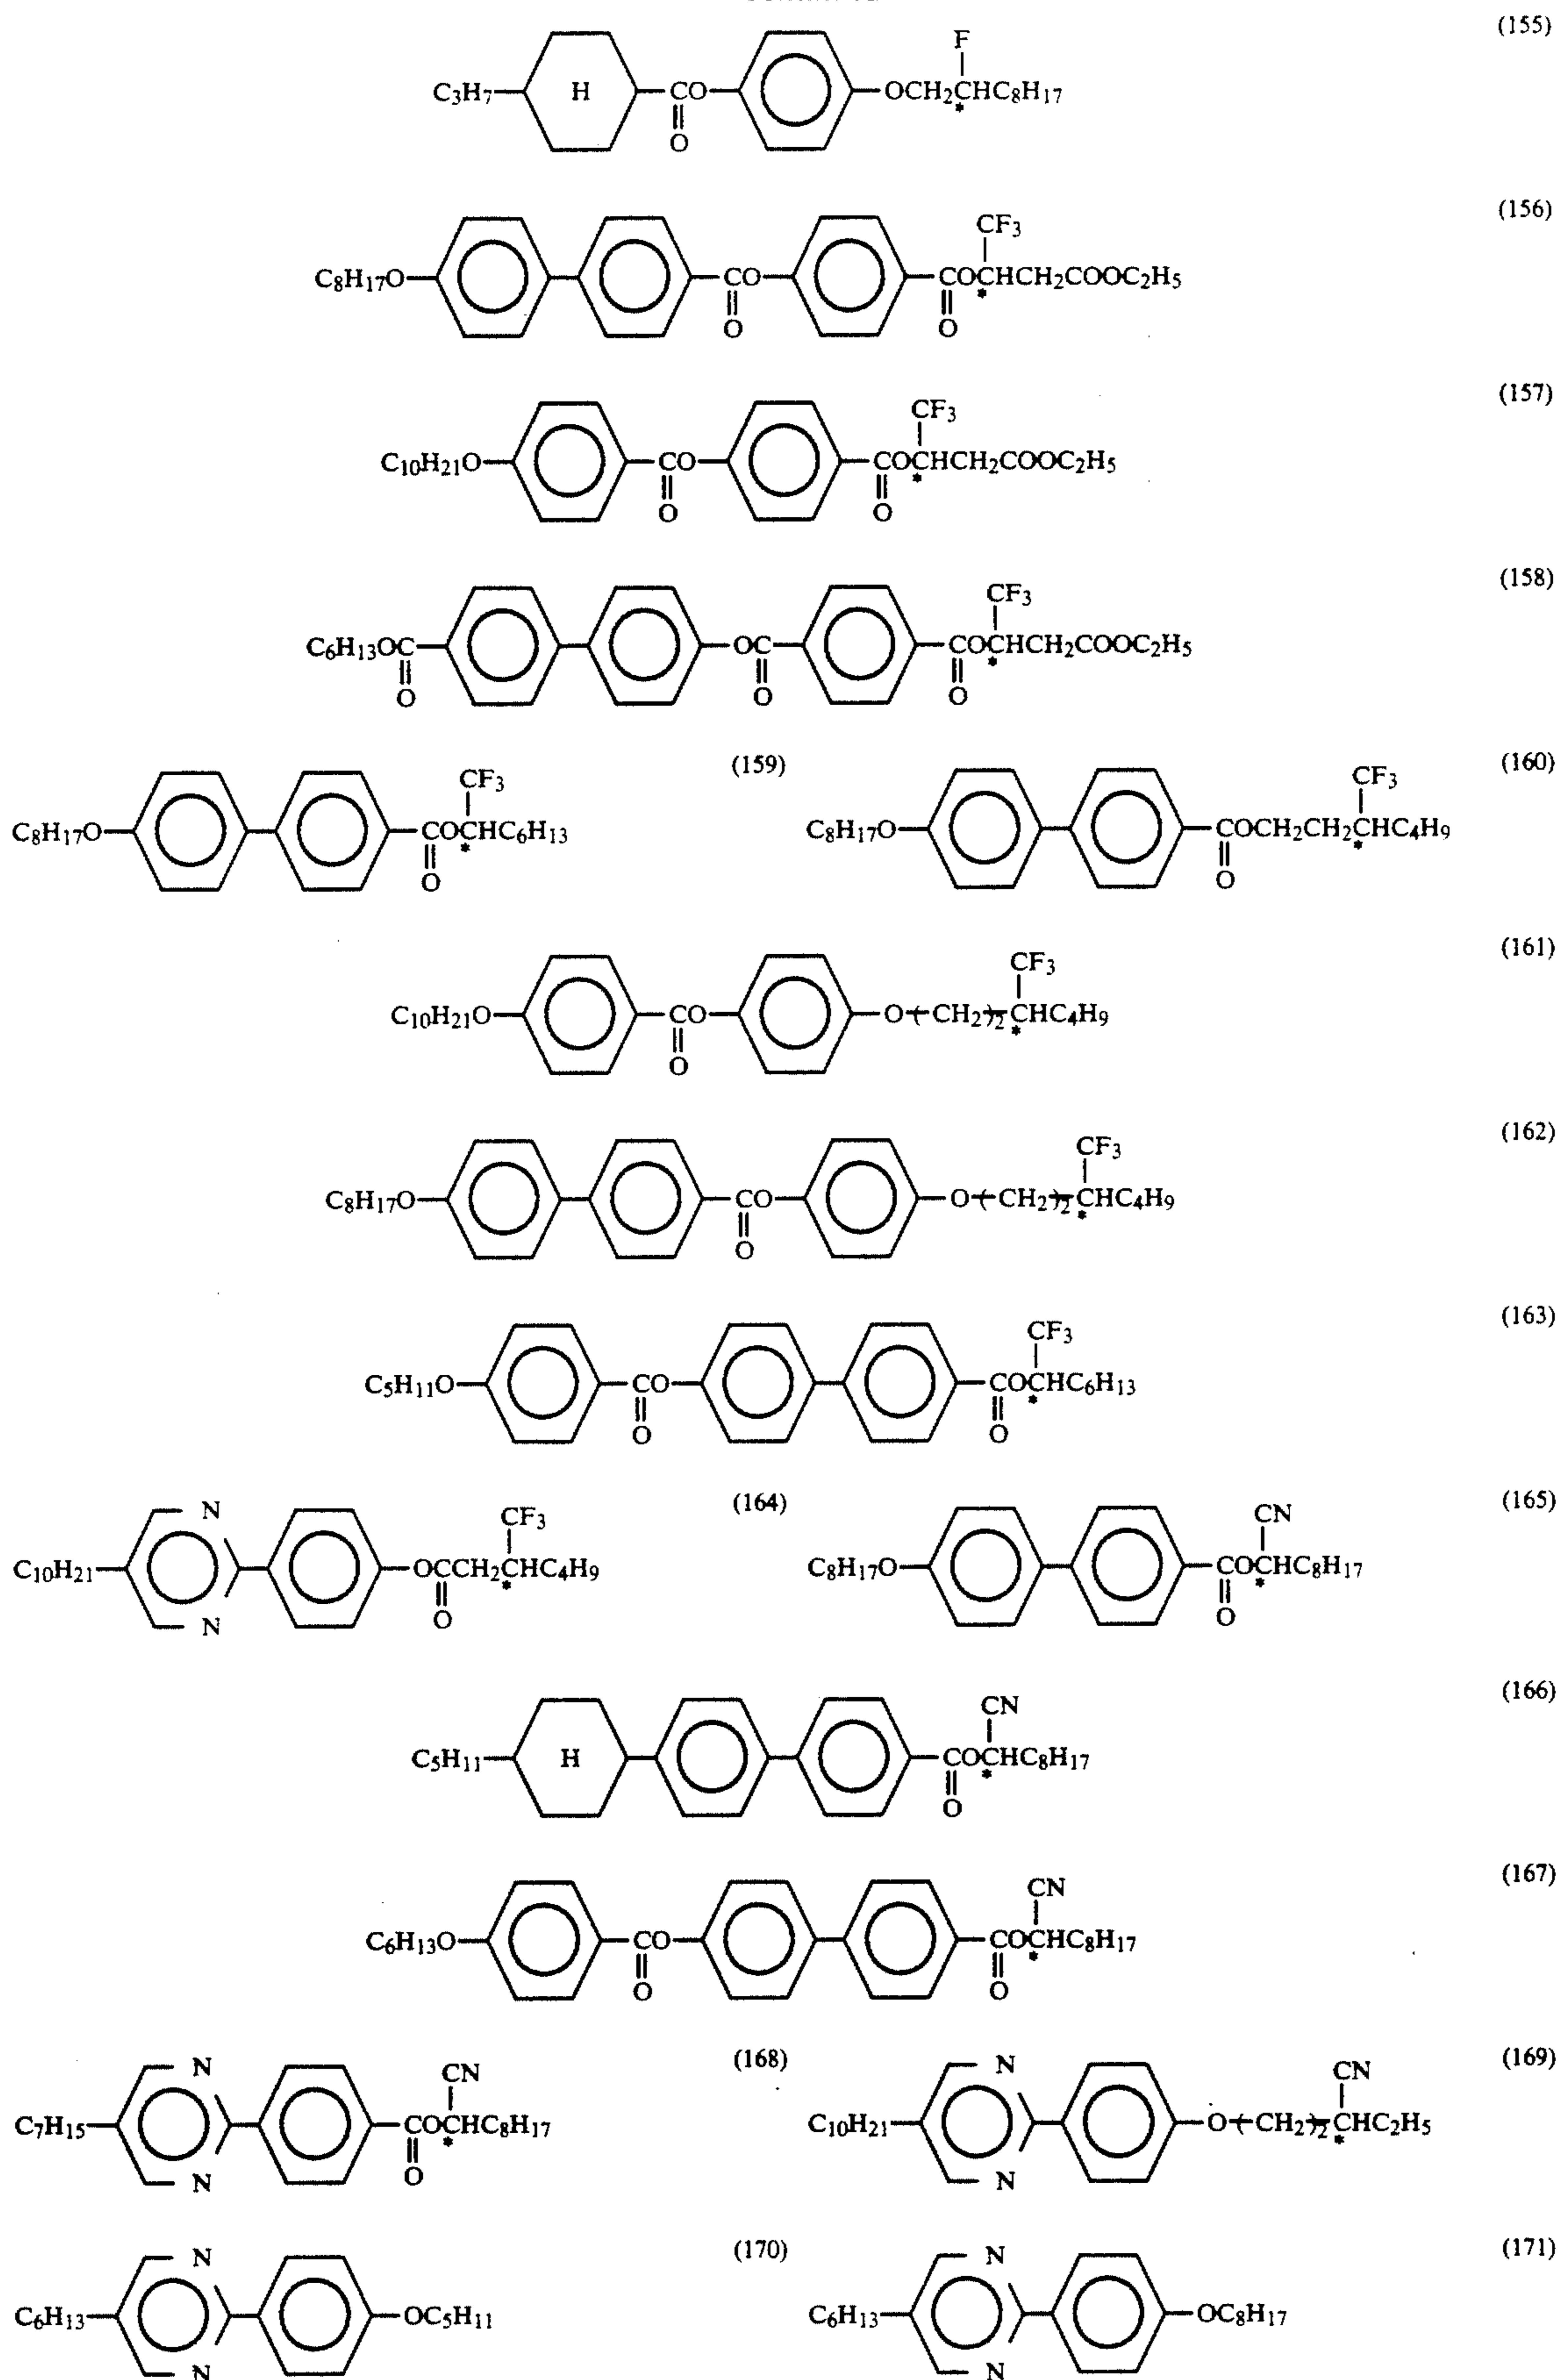 (155)
F
C3H7 H CO OCH2CHC8H17
*
O
(156)
CF3
C8H17O CO COCHCH2COOC2H5
*
O O
(157)
CF3
C10H21O CO COCHCH2COOC2H5
*
O O
(158)
CF3
C6H13OC OC COCHCH2COOC2H5
*
O O O
(159) (160)
CF3 CF3
C8H17O COCHC6H13 C8H17O COCH2CH2CHC4H9
* *
O O
(161)
CF3
C10H21O CO O(CH2)2CHC4H9
*
O
(162)
CF3
C8H17O CO O(CH2)2CHC4H9
*
O
(163)
CF3
C5H11O CO COCHC6H13
*
O O
(164) (165)
N CF3 CN
C10H21 OCCH2CHC4H9 C8H17O COCHC8H17
* *
N O O
(166)
CN
C5H11 H COCHC8H17
*
O
(167)
CN
C6H13O CO COCHC8H17
*
O O
(168) (169)
N CN N CN
C7H15 COCHC8H17 C10H21 O(CH2)2CHC2H5
* *
N O N
(170) (171)
N N
C6H13 OC5H11 C6H13 OC8H17
N N